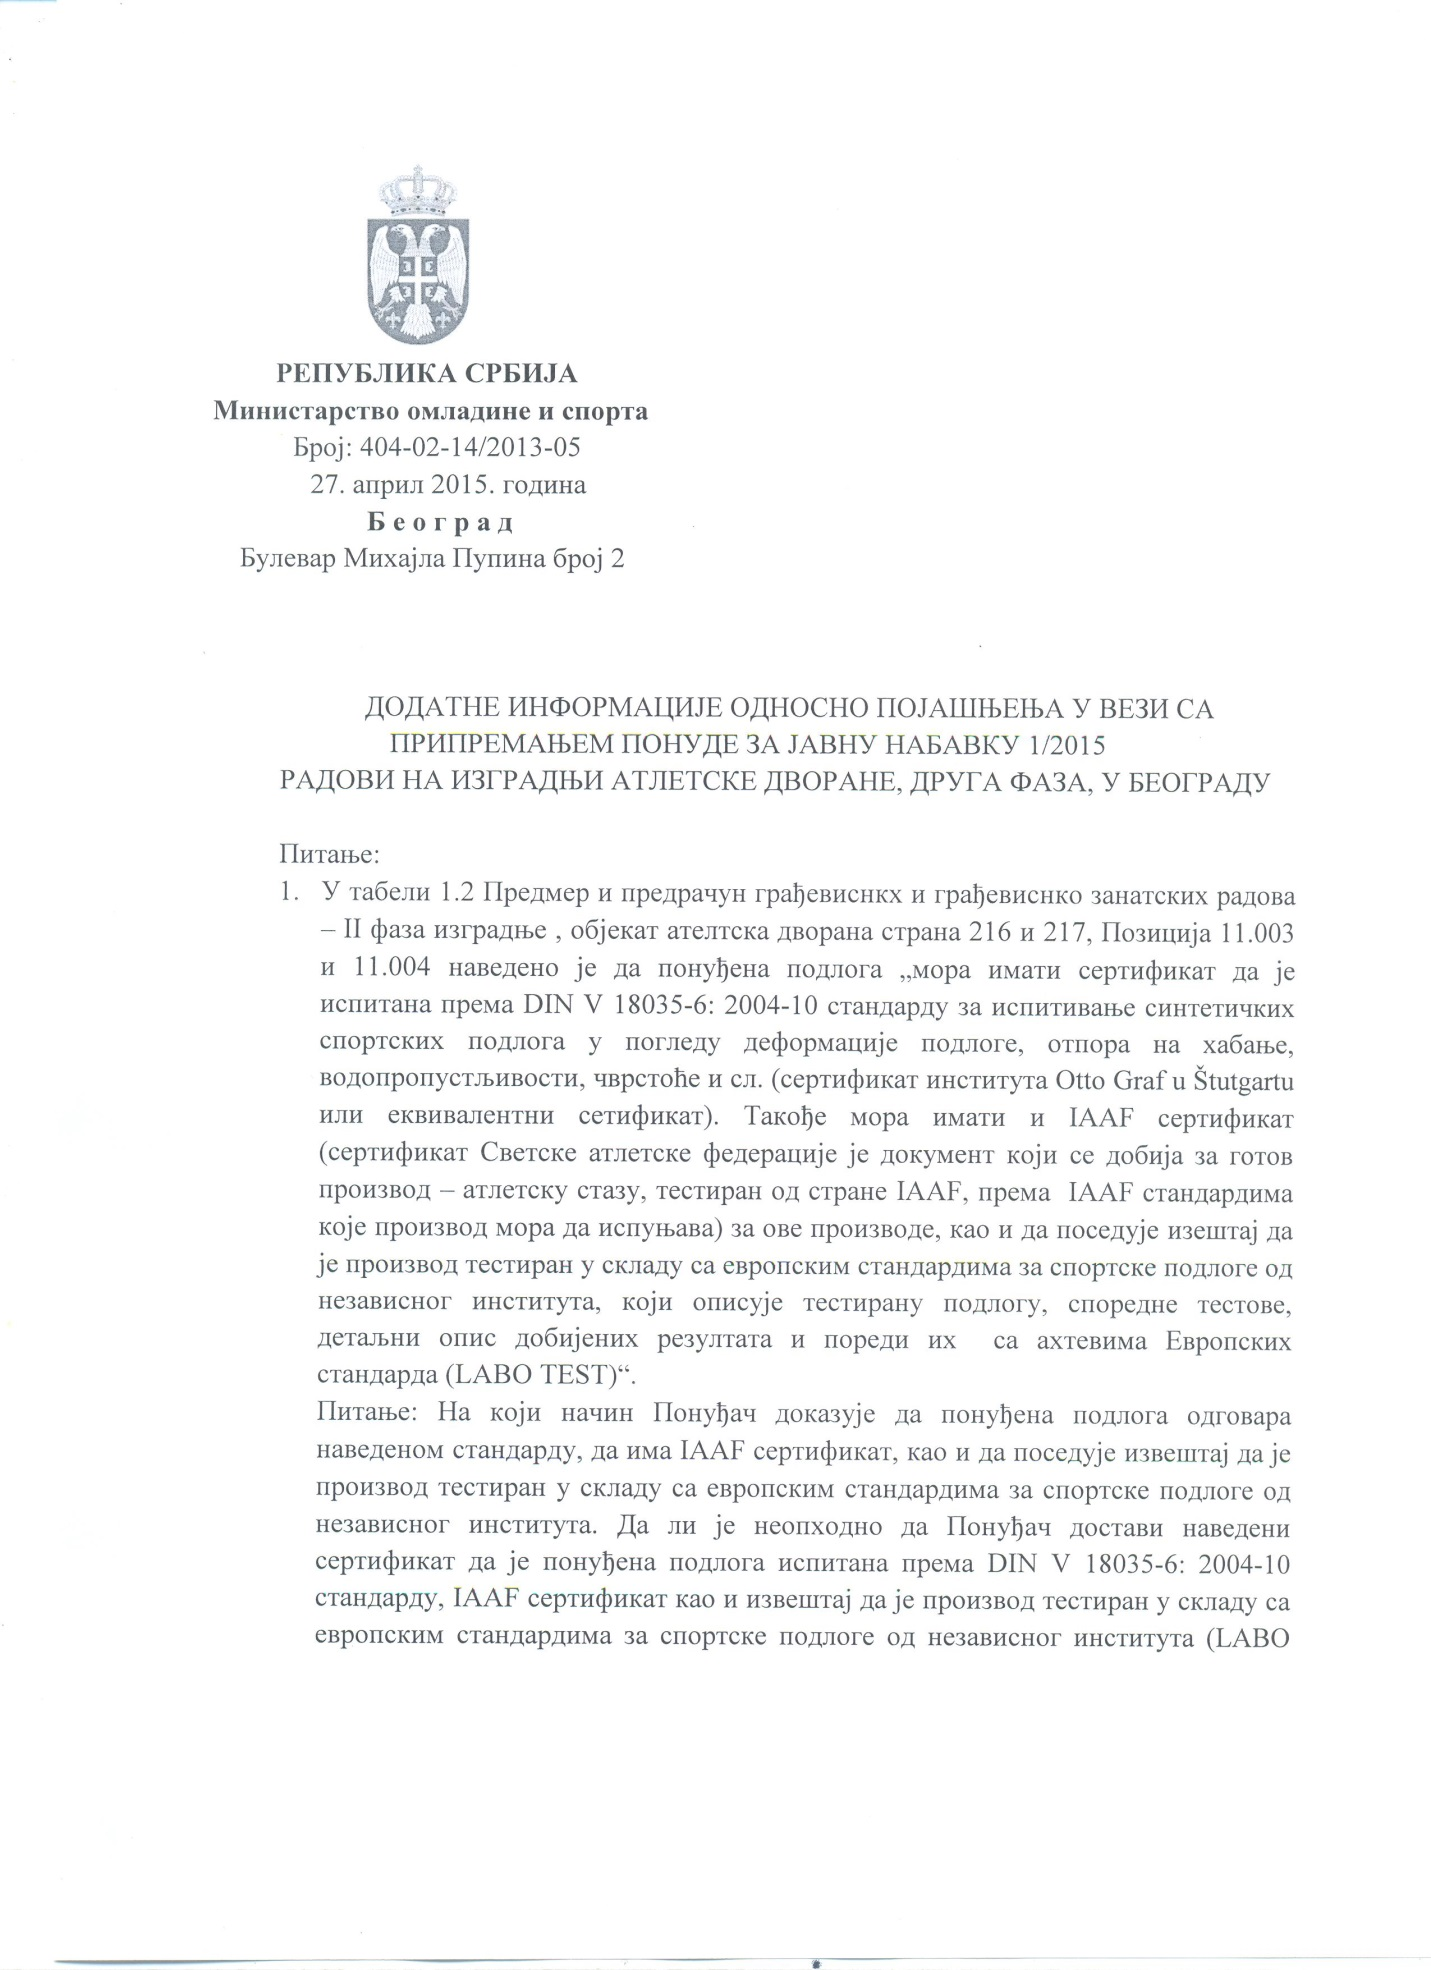 РЕПУБЛИКА СРБИЈА
Министарство омладине и спорта
Број: 404-02-14/2013-05
27. април 2015. година
Б е о г р а д
Булевар Михајла Пупина број 2
ДОДАТНЕ ИНФОРМАЦИЈЕ ОДНОСНО ПОЈАШЊЕЊА У ВЕЗИ СА
ПРИПРЕМАЊЕМ ПОНУДЕ ЗА ЈАВНУ НАБАВКУ 1/2015
РАДОВИ НА ИЗГРАДЊИ АТЛЕТСКЕ ДВОРАНЕ, ДРУГА ФАЗА, У БЕОГРАДУ
Питање:
1. У табели 1.2 Предмер и предрачун грађевиснкх и грађевиснко занатских радова
– II фаза изградње , објекат ателтска дворана страна 216 и 217, Позиција 11.003
и 11.004 наведено је да понуђена подлога „мора имати сертификат да је
испитана према DIN V 18035-6: 2004-10 стандарду за испитивање синтетичких
спортских подлога у погледу деформације подлоге, отпора на хабање,
водопропустљивости, чврстоће и сл. (сертификат института Otto Graf u Štutgartu
или еквивалентни сетификат). Такође мора имати и IAAF сертификат
(сертификат Светске атлетске федерације је документ који се добија за готов
производ – атлетску стазу, тестиран од стране IAAF, према IAAF стандардима
које производ мора да испуњава) за ове производе, као и да поседује изештај да
је производ тестиран у складу са европским стандардима за спортске подлоге од
независног института, који описује тестирану подлогу, споредне тестове,
детаљни опис добијених резултата и пореди их са ахтевима Европских
стандарда (LABO TEST)“.
Питање: На који начин Понуђач доказује да понуђена подлога одговара
наведеном стандарду, да има IAAF сертификат, као и да поседује извештај да је
производ тестиран у складу са европским стандардима за спортске подлоге од
независног института. Да ли је неопходно да Понуђач достави наведени
сертификат да је понуђена подлога испитана према DIN V 18035-6: 2004-10
стандарду, IAAF сертификат као и извештај да је производ тестиран у складу са
европским стандардима за спортске подлоге од независног института (LABO